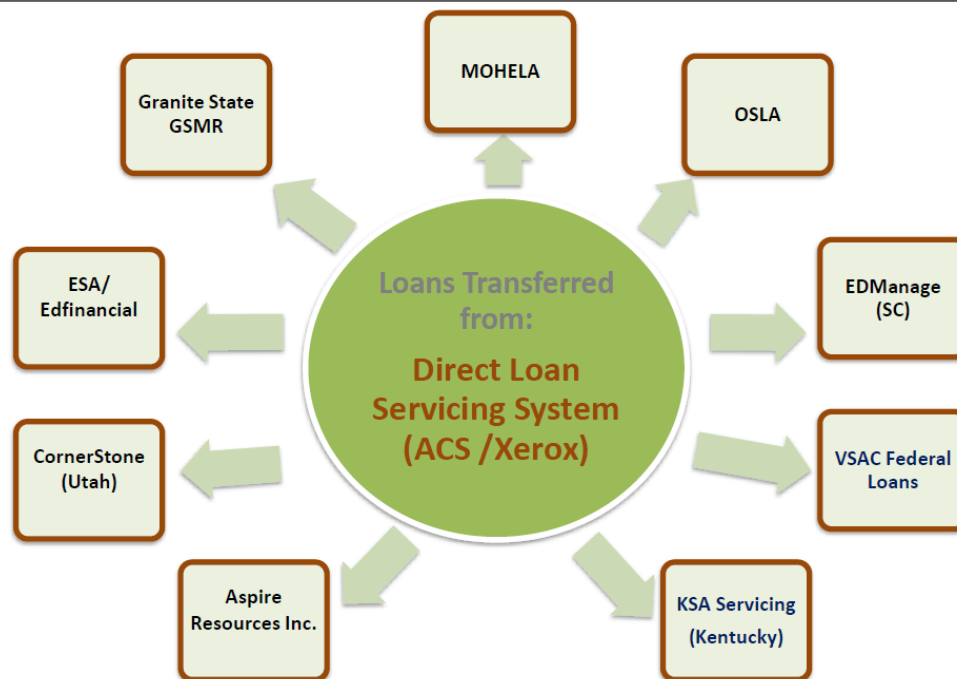 MOHELA
Granite State
GSMR
OSLA
Loans Transferred
from:
Direct Loan
Servicing System
(ACS /Xerox)
ESA/
Edfinancial
EDManage
(SC)
CornerStone
(Utah)
VSAC Federal
Loans
Aspire
Resources Inc.
KSA Servicing
(Kentucky)